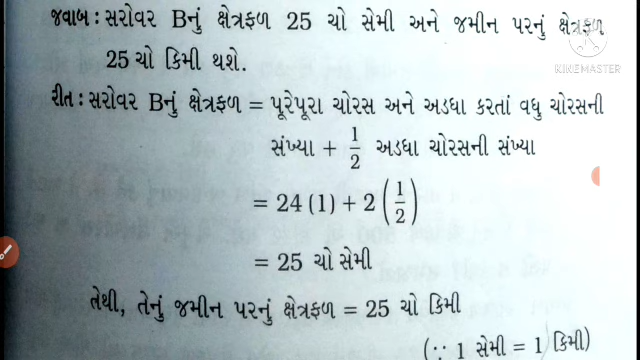 જવાબ : સરોવર Bનું ક્ષેત્રફળ 25 ચો સેમી અને જમીન પરનું ક્ષેત્રફળ
25 ચો કિમી થશે.
રીત : સરોવર Bનું ક્ષેત્રફળ = પૂરેપૂરા ચોરસ અને અડધા કરતાં વધુ ચોરસની
સંખ્યા + 1/2 અડધા ચોરસની સંખ્યા
= 24 (1) + 2 (1/2)
= 25 ચો સેમી
તેથી, તેનું જમીન પરનું ક્ષેત્રફળ = 25 ચો કિમી
(∵ 1 સેમી = 1 કિમી)
KINEMASTER